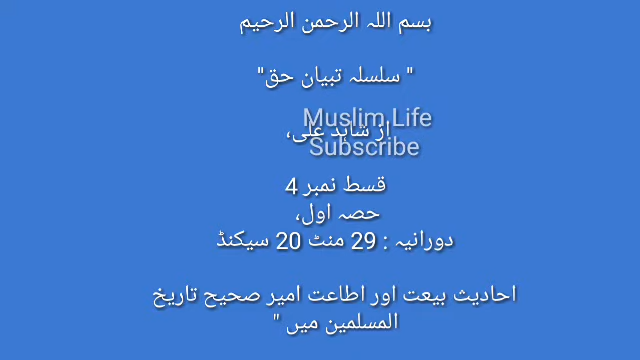 بسم اللہ الرحمن الرحیم
" سلسلہ تبیان حق"
Muslim Life
از شاہد علی،
Subscribe
قسط نمبر 4
حصہ اول،
دورانیہ : 29 منٹ 20 سیکنڈ
احادیث بیعت اور اطاعت امیر صحیح تاریخ
المسلمین میں "